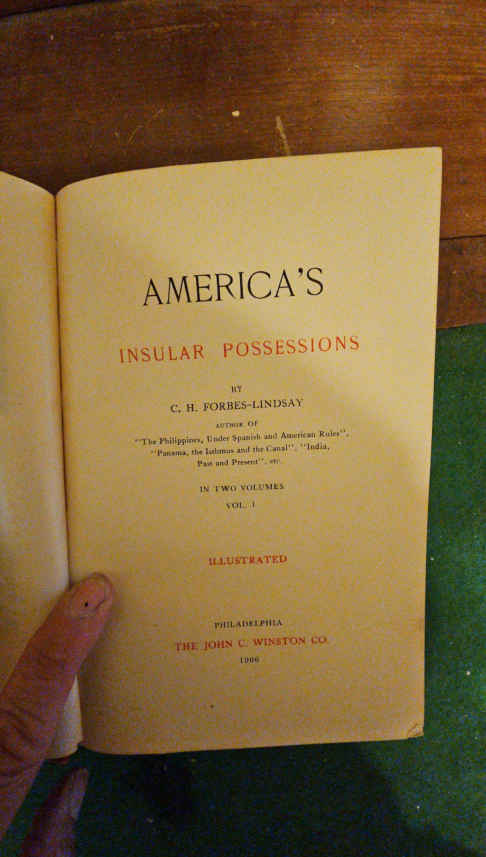 AMERICA'S
INSULAR POSSESSIONS
BY
C. H. FORBES-LINDSAY
AUTHOR OF
"The Philippines, Under Spanish and American Rules",
"Panama, the Isthmus and the Canal", "India,
Past and Present", etc.
IN TWO VOLUMES
VOL. I
ILLUSTRATED
PHILADELPHIA
THE JOHN C. WINSTON CO.
1906